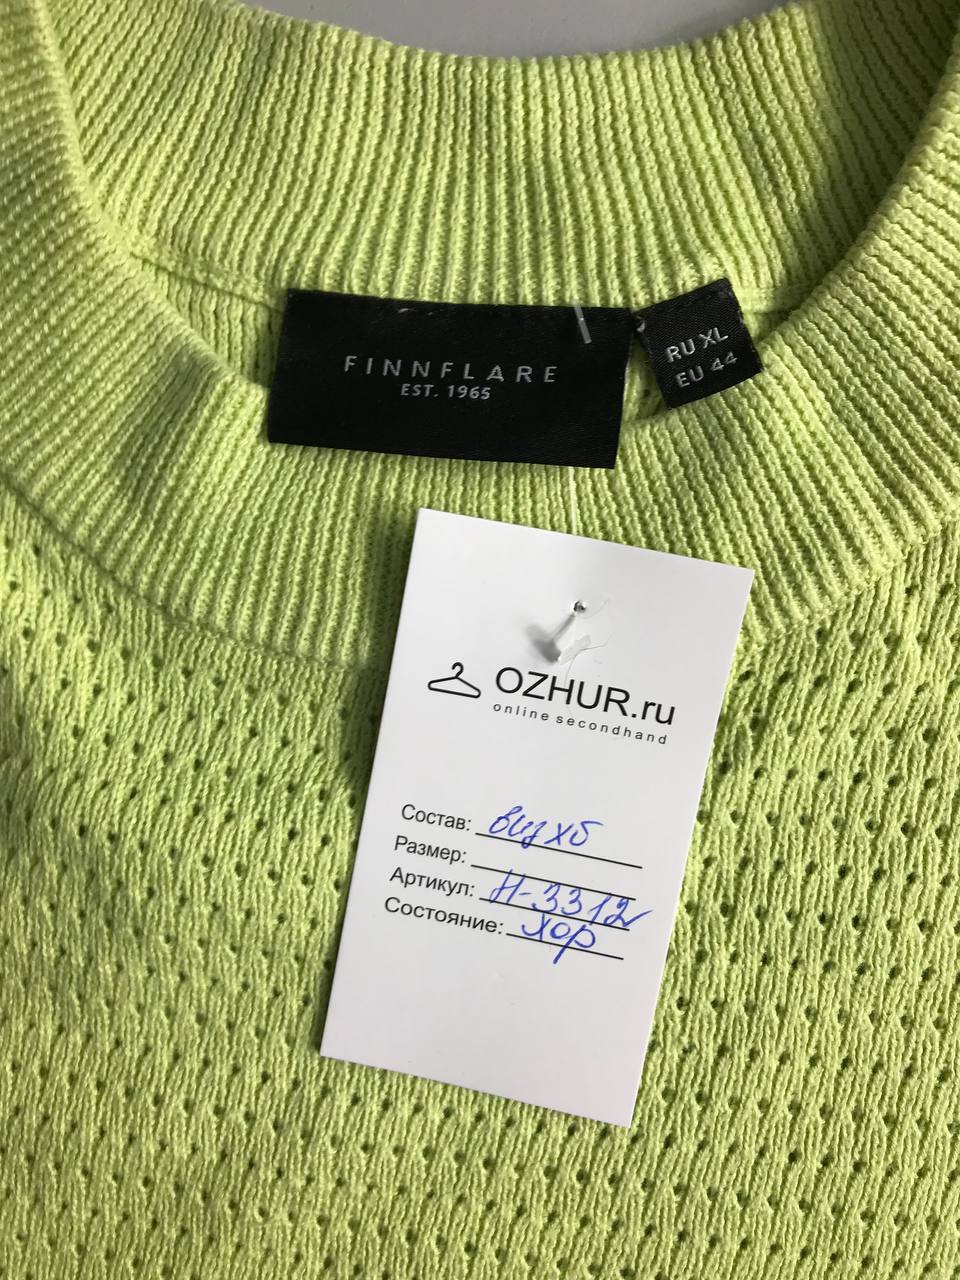 FINNFLARE
EST. 1965
RU XL
EU 44
OZHUR.ru
online secondhand
Состав: виз хб
Размер:
Артикул: Н-3312
Состояние: хор